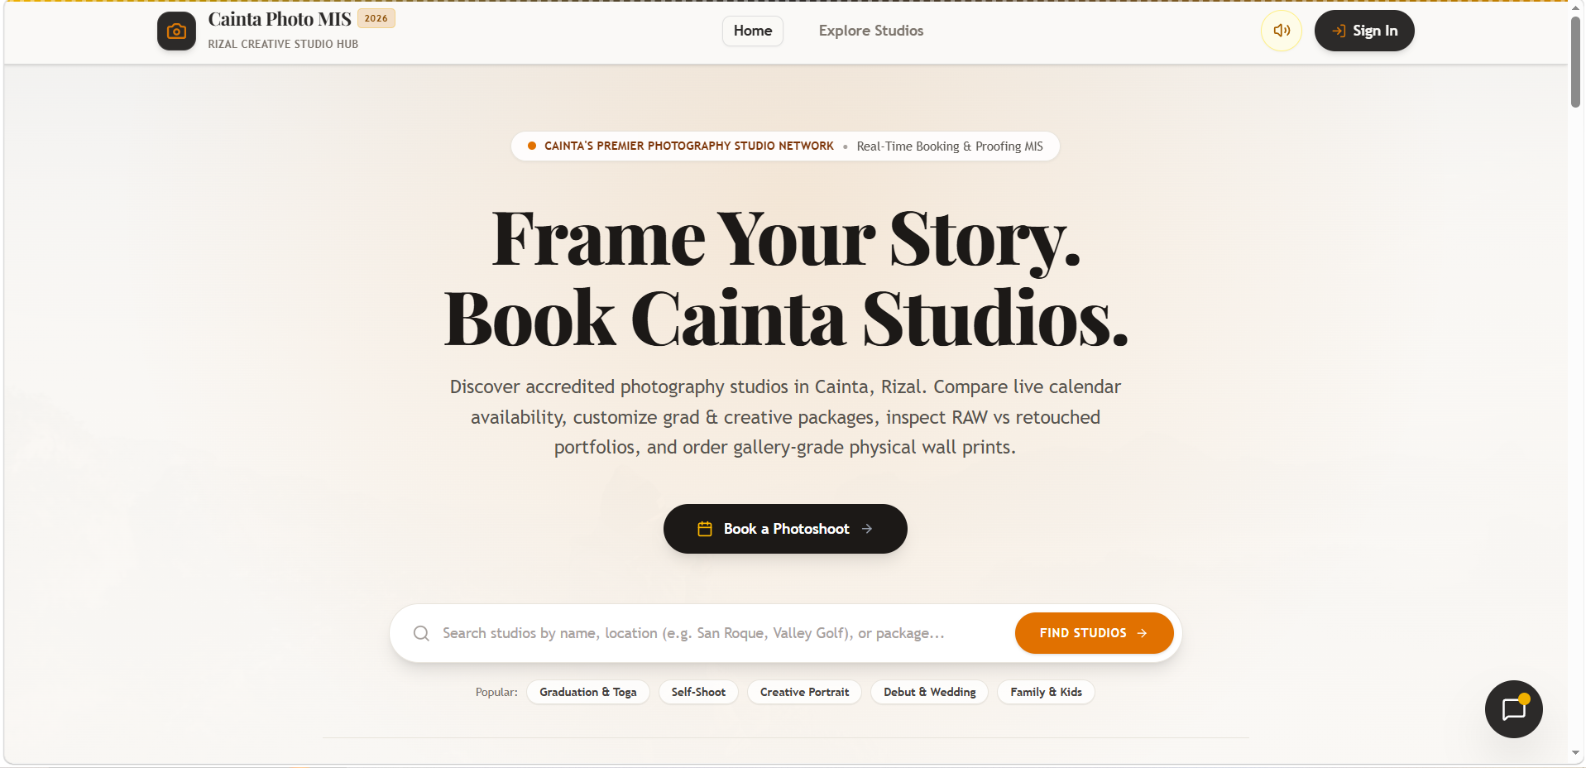 Cainta Photo MIS 2026
RIZAL CREATIVE STUDIO HUB
Home
Explore Studios
Sign In
CAINTA'S PREMIER PHOTOGRAPHY STUDIO NETWORK • Real-Time Booking & Proofing MIS
Frame Your Story.
Book Cainta Studios.
Discover accredited photography studios in Cainta, Rizal. Compare live calendar
availability, customize grad & creative packages, inspect RAW vs retouched
portfolios, and order gallery-grade physical wall prints.
Book a Photoshoot →
Search studios by name, location (e.g. San Roque, Valley Golf), or package...
FIND STUDIOS →
Popular: Graduation & Toga Self-Shoot Creative Portrait Debut & Wedding Family & Kids